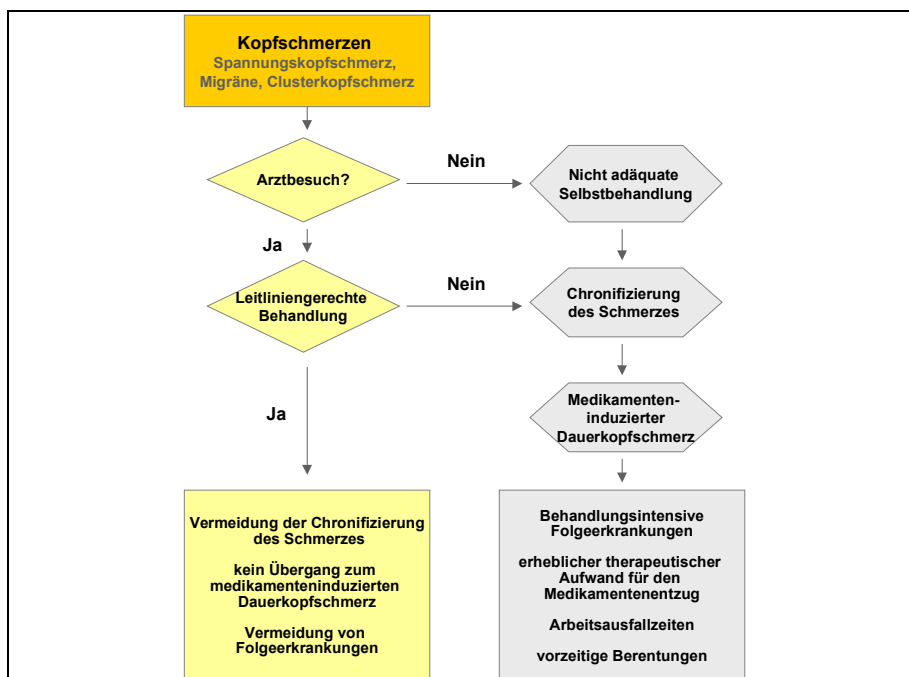 Kopfschmerzen
Spannungskopfschmerz,
Migräne, Clusterkopfschmerz
Arztbesuch?
Nein
Nicht adäquate
Selbstbehandlung
Ja
Leitliniengerechte
Behandlung
Nein
Chronifizierung
des Schmerzes
Medikamenten-
induzierter
Dauerkopfschmerz
Ja
Vermeidung der Chronifizierung
des Schmerzes
kein Übergang zum
medikamenteninduzierten
Dauerkopfschmerz
Vermeidung von
Folgeerkrankungen
Behandlungsintensive
Folgeerkrankungen
erheblicher therapeutischer
Aufwand für den
Medikamentenentzug
Arbeitsausfallzeiten
vorzeitige Berentungen